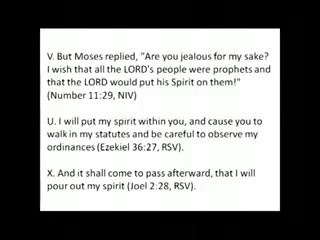 V. But Moses replied, "Are you jealous for my sake?
I wish that all the LORD's people were prophets and
that the LORD would put his Spirit on them!"
(Number 11:29, NIV)
U. I will put my spirit within you, and cause you to
walk in my statutes and be careful to observe my
ordinances (Ezekiel 36:27, RSV).
X. And it shall come to pass afterward, that I will
pour out my spirit (Joel 2:28, RSV).